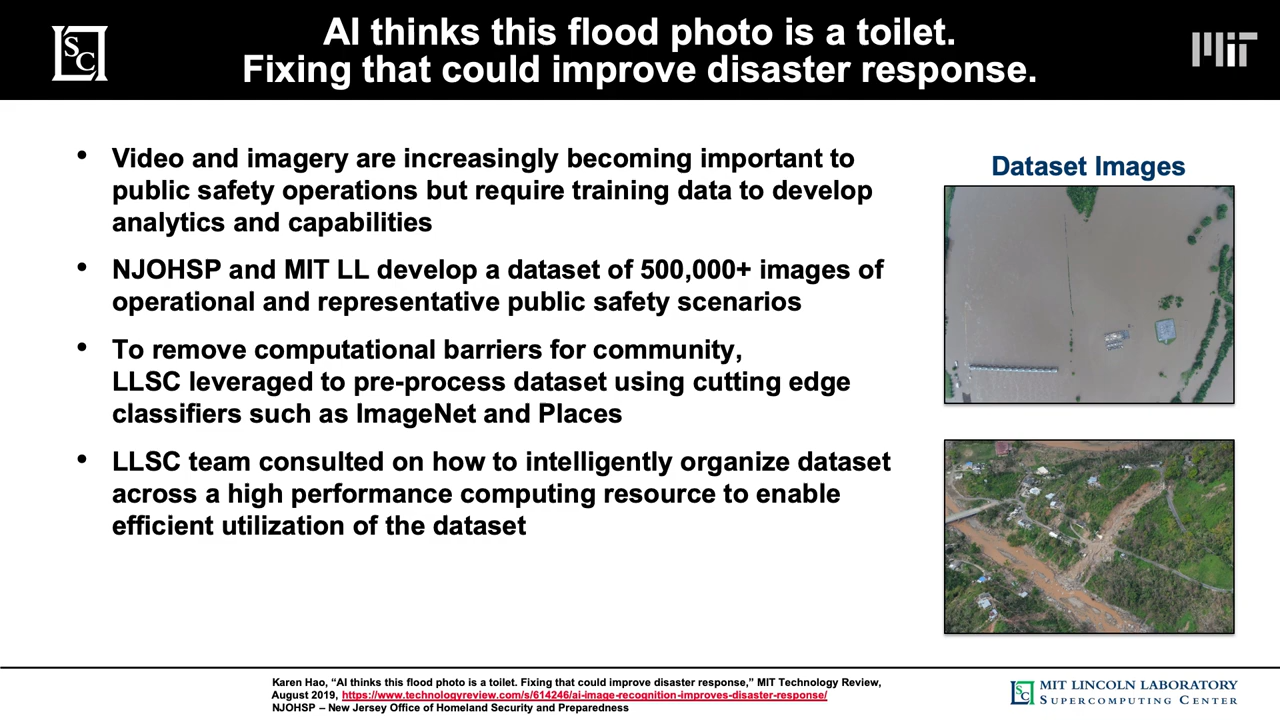 SC
AI thinks this flood photo is a toilet.
Fixing that could improve disaster response.
MIT
• Video and imagery are increasingly becoming important to
public safety operations but require training data to develop
analytics and capabilities
• NJOHSP and MIT LL develop a dataset of 500,000+ images of
operational and representative public safety scenarios
• To remove computational barriers for community,
LLSC leveraged to pre-process dataset using cutting edge
classifiers such as ImageNet and Places
• LLSC team consulted on how to intelligently organize dataset
across a high performance computing resource to enable
efficient utilization of the dataset
Dataset Images
Karen Hao, “AI thinks this flood photo is a toilet. Fixing that could improve disaster response,” MIT Technology Review,
August 2019, https://www.technologyreview.com/s/614246/ai-image-recognition-improves-disaster-response/
NJOHSP – New Jersey Office of Homeland Security and Preparedness
SC
MIT LINCOLN LABORATORY
SUPERCOMPUTING CENTER